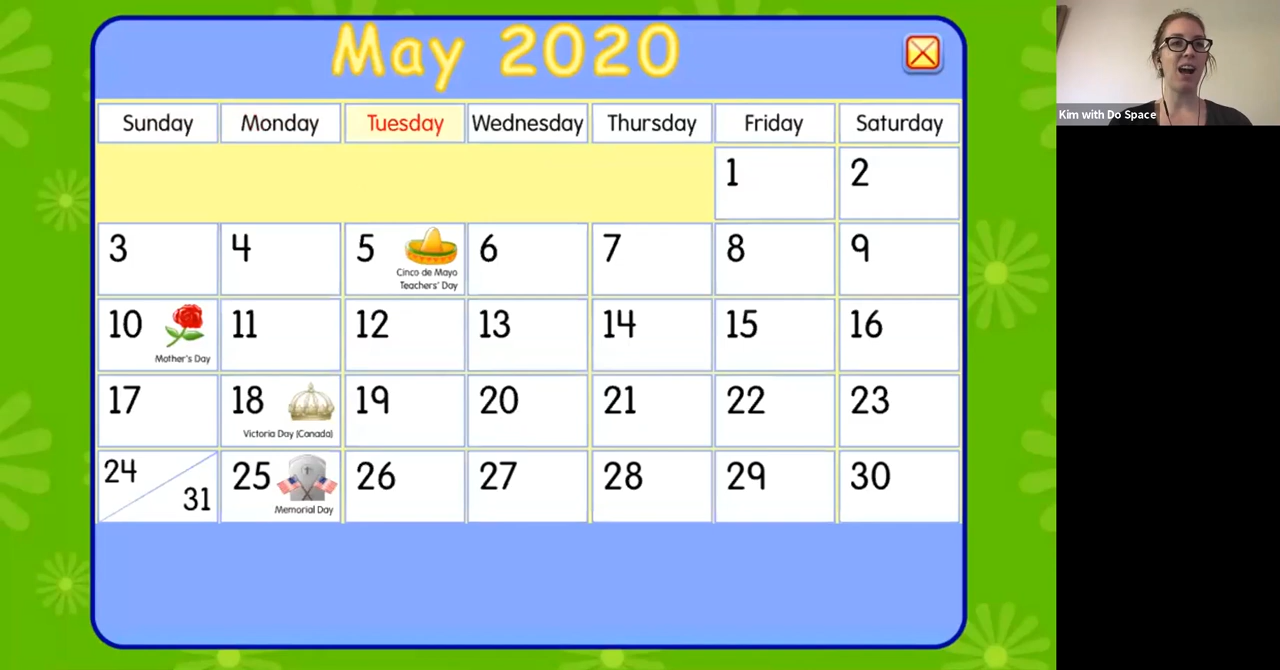 May 2020
Sunday Monday Tuesday Wednesday Thursday Friday Saturday
1 2
3 4 5 6 7 8 9
Cinco de Mayo
Teachers' Day
10 11 12 13 14 15 16
Mother's Day
17 18 19 20 21 22 23
Victoria Day (Canada)
24 31 25 26 27 28 29 30
Memorial Day
Kim with Do Space